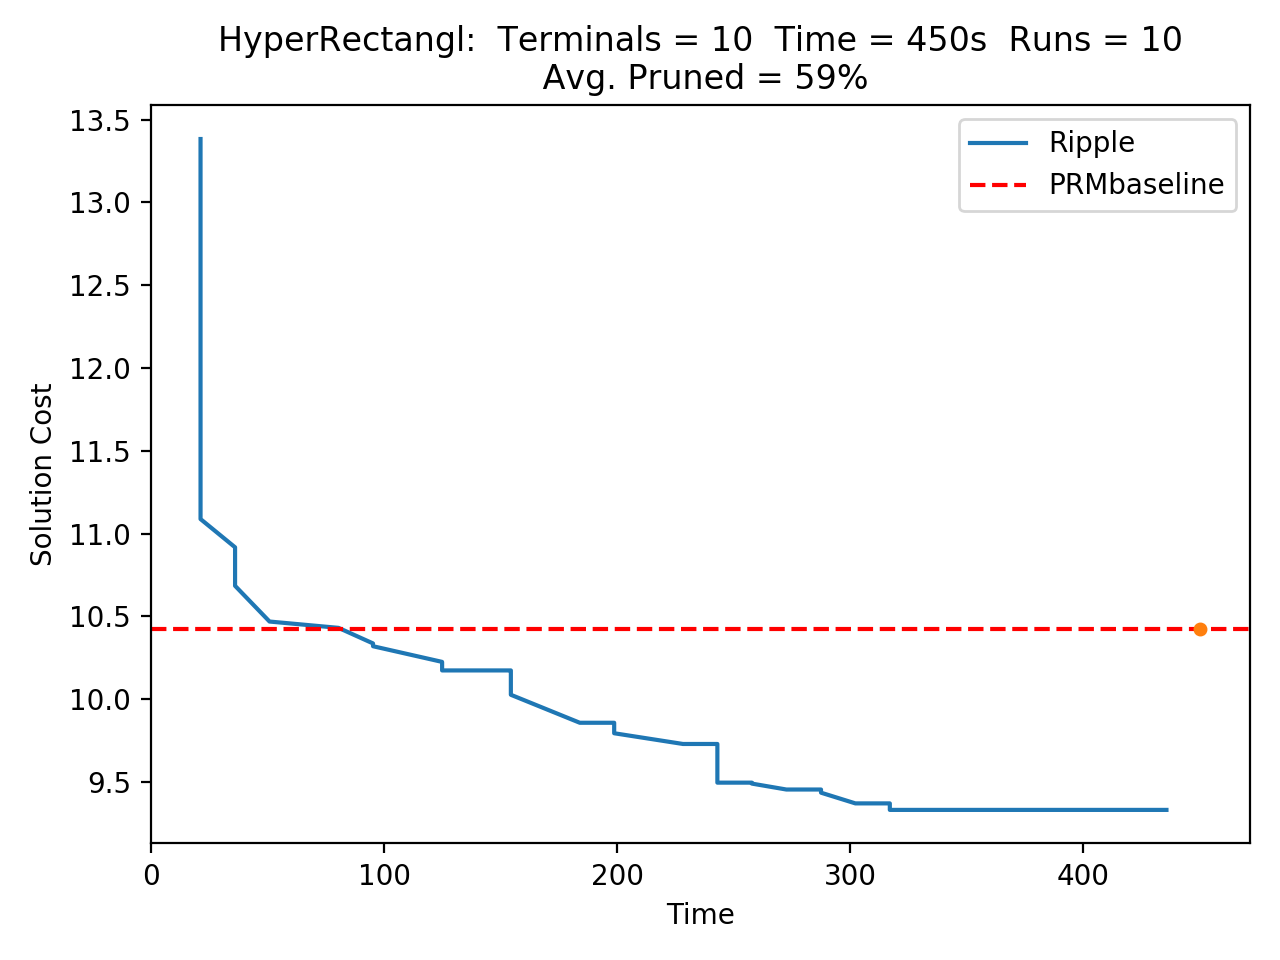 HyperRectangl: Terminals = 10 Time = 450s Runs = 10
Avg. Pruned = 59%
Ripple
PRMbaseline
Solution Cost
13.5
13.0
12.5
12.0
11.5
11.0
10.5
10.0
9.5
0 100 200 300 400
Time